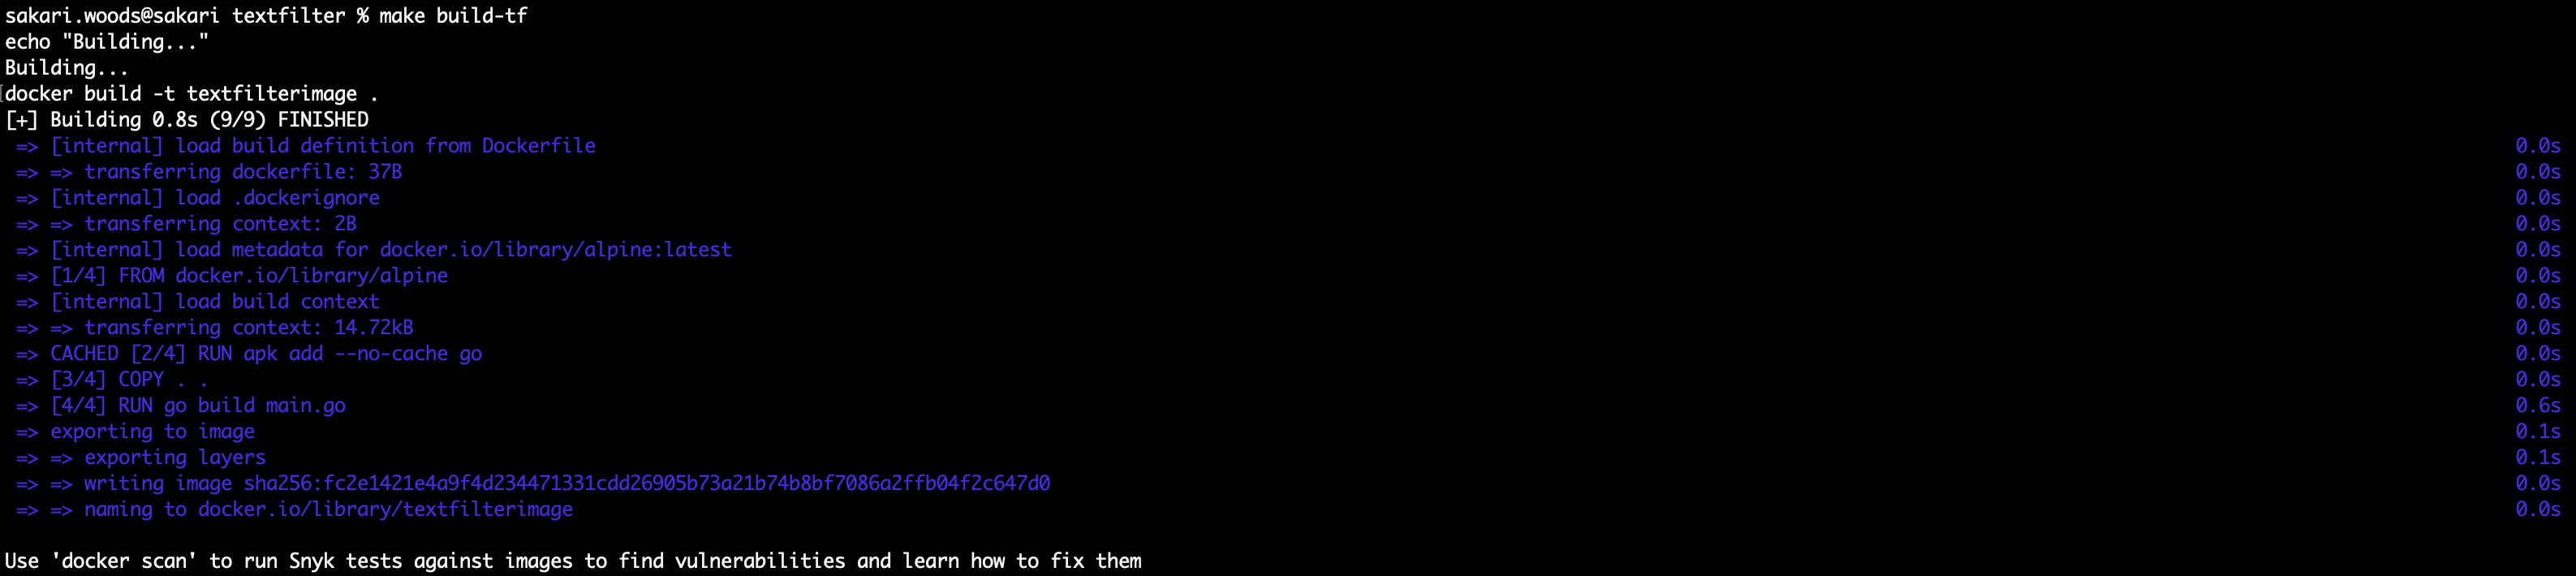 sakari.woods@sakari textfilter % make build-tf
echo "Building..."
Building...
docker build -t textfilterimage .
[+] Building 0.8s (9/9) FINISHED
=> [internal] load build definition from Dockerfile 0.0s
=> => transferring dockerfile: 37B 0.0s
=> [internal] load .dockerignore 0.0s
=> => transferring context: 2B 0.0s
=> [internal] load metadata for docker.io/library/alpine:latest 0.0s
=> [1/4] FROM docker.io/library/alpine 0.0s
=> [internal] load build context 0.0s
=> => transferring context: 14.72kB 0.0s
=> CACHED [2/4] RUN apk add --no-cache go 0.0s
=> [3/4] COPY . . 0.0s
=> [4/4] RUN go build main.go 0.6s
=> exporting to image 0.1s
=> => exporting layers 0.1s
=> => writing image sha256:fc2e1421e4a9f4d234471331cdd26905b73a21b74b8bf7086a2ffb04f2c647d0 0.0s
=> => naming to docker.io/library/textfilterimage 0.0s
Use 'docker scan' to run Snyk tests against images to find vulnerabilities and learn how to fix them